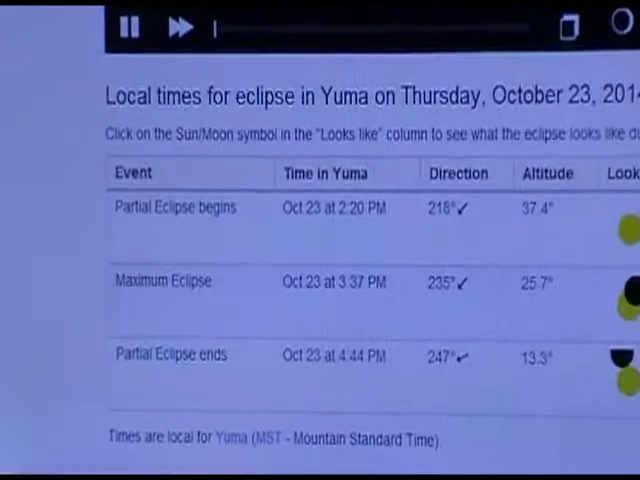 Local times for eclipse in Yuma on Thursday, October 23, 2014
Click on the Sun/Moon symbol in the "Looks like" column to see what the eclipse looks like
Event Time in Yuma Direction Altitude Look
Partial Eclipse begins Oct 23 at 2:20 PM 218° 37.4°
Maximum Eclipse Oct 23 at 3:37 PM 235° 25.7°
Partial Eclipse ends Oct 23 at 4:44 PM 247° 13.3°
Times are local for Yuma (MST - Mountain Standard Time)